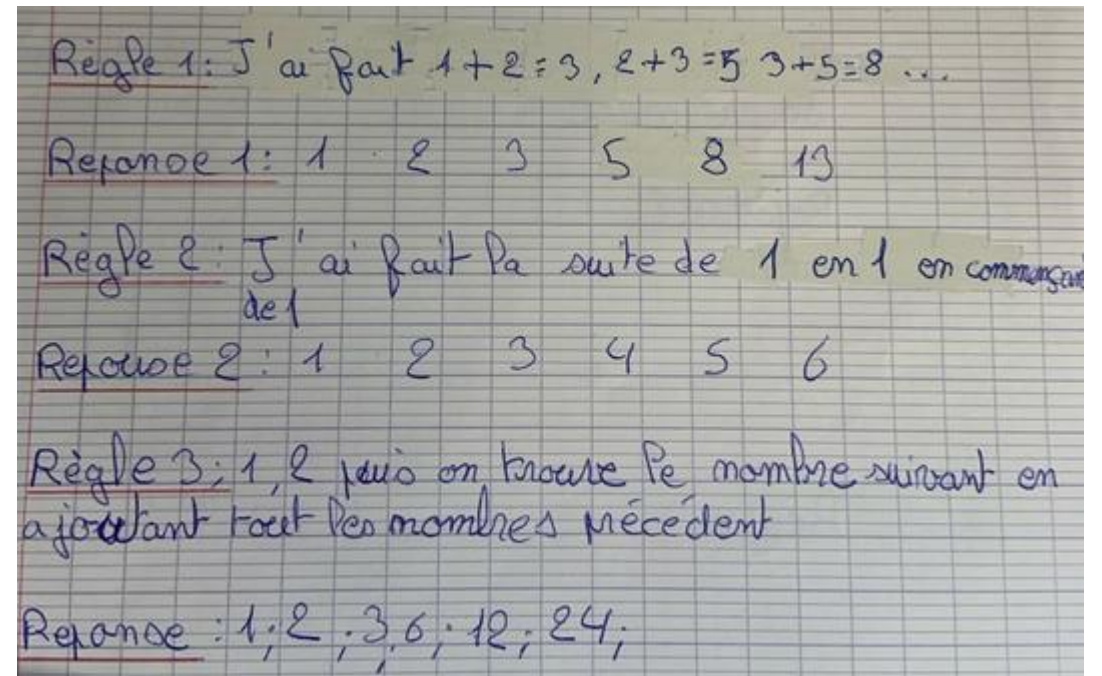 Règle 1: J'ai fait 1+2=3, 2+3=5 3+5=8 ...
Reponse 1: 1 2 3 5 8 13
Règle 2: J'ai fait la suite de 1 en 1 en commençant
de 1
Reponse 2: 1 2 3 4 5 6
Règle 3: 1, 2 puis on trouve le nombre suivant en
ajoutant tout les nombres précédent
Reponse : 1; 2; 3; 6; 12; 24;